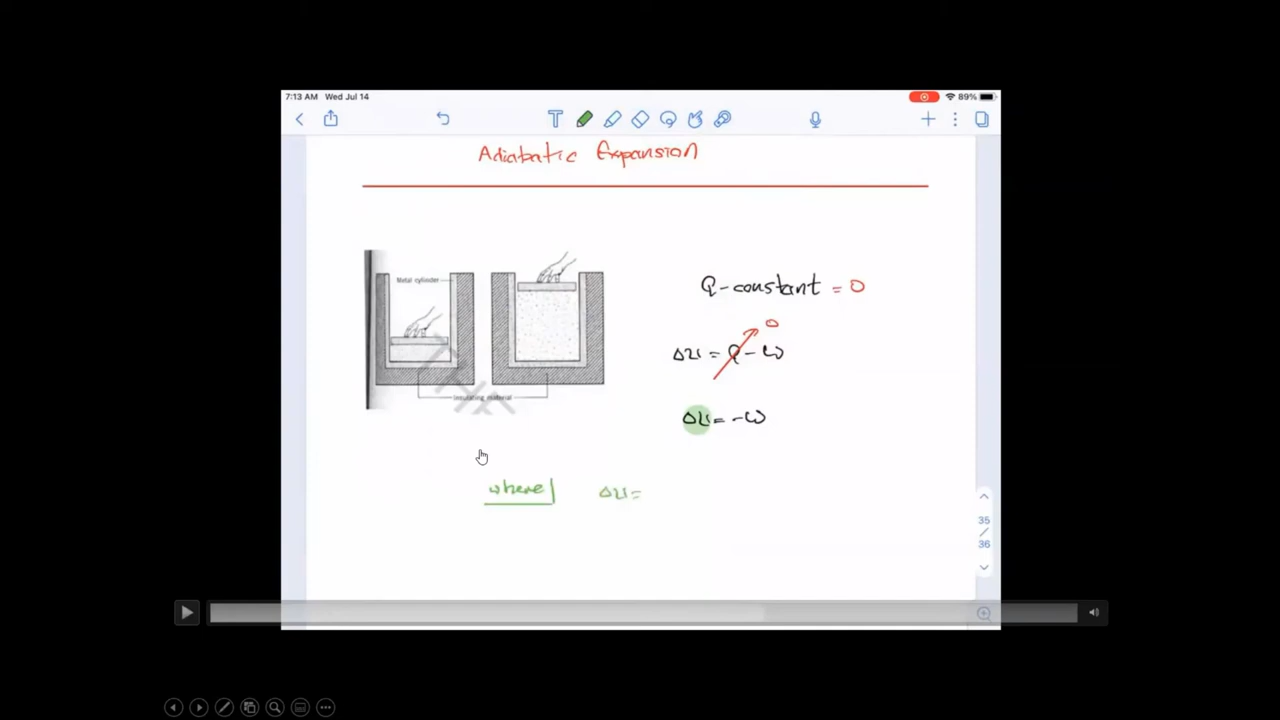 7:13 AM Wed Jul 14
89%
T
Adiabatic Expansion
Metal cylinder
Q-constant = 0
0
ΔU = Q - W
THE
Insulating material
ΔU = -W
where ΔU =
35
/
36